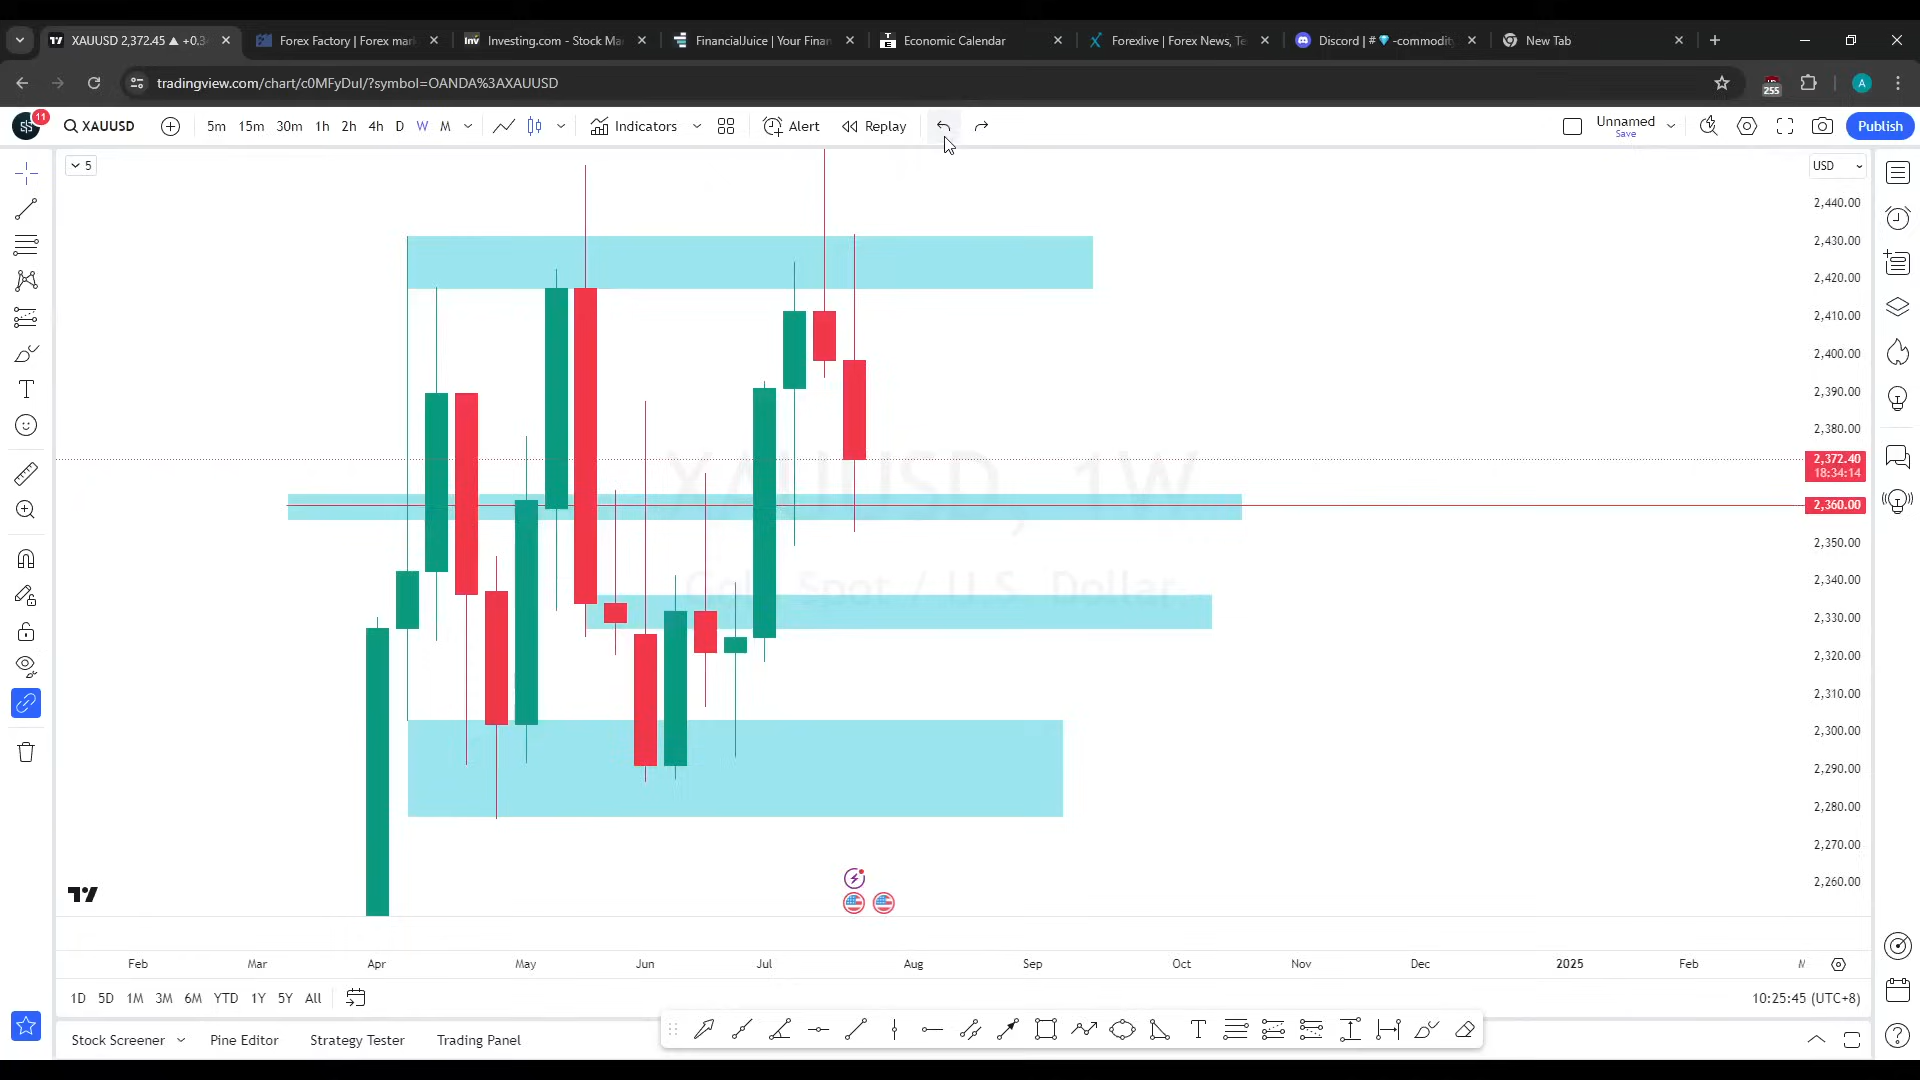 XAUUSD 2,372.45 ▲ +0.3
Forex Factory | Forex mar
Investing.com - Stock Ma
FinancialJuice | Your Finan
Economic Calendar
Forexlive | Forex News, Te
Discord | #💎-commodity
New Tab
tradingview.com/chart/c0MFyDul/?symbol=OANDA%3AXAUUSD
255
A
11
XAUUSD
5m 15m 30m 1h 2h 4h D W M
Indicators
Alert
Replay
Unnamed
Save
Publish
5
USD
2,440.00
2,430.00
2,420.00
2,410.00
2,400.00
2,390.00
2,380.00
2,372.40
18:34:14
2,360.00
2,350.00
2,340.00
2,330.00
2,320.00
2,310.00
2,300.00
2,290.00
2,280.00
2,270.00
2,260.00
XAUUSD, 1W
Gold Spot / U.S. Dollar
Feb Mar Apr May Jun Jul Aug Sep Oct Nov Dec 2025 Feb M
1D 5D 1M 3M 6M YTD 1Y 5Y All
10:25:45 (UTC+8)
Stock Screener
Pine Editor
Strategy Tester
Trading Panel